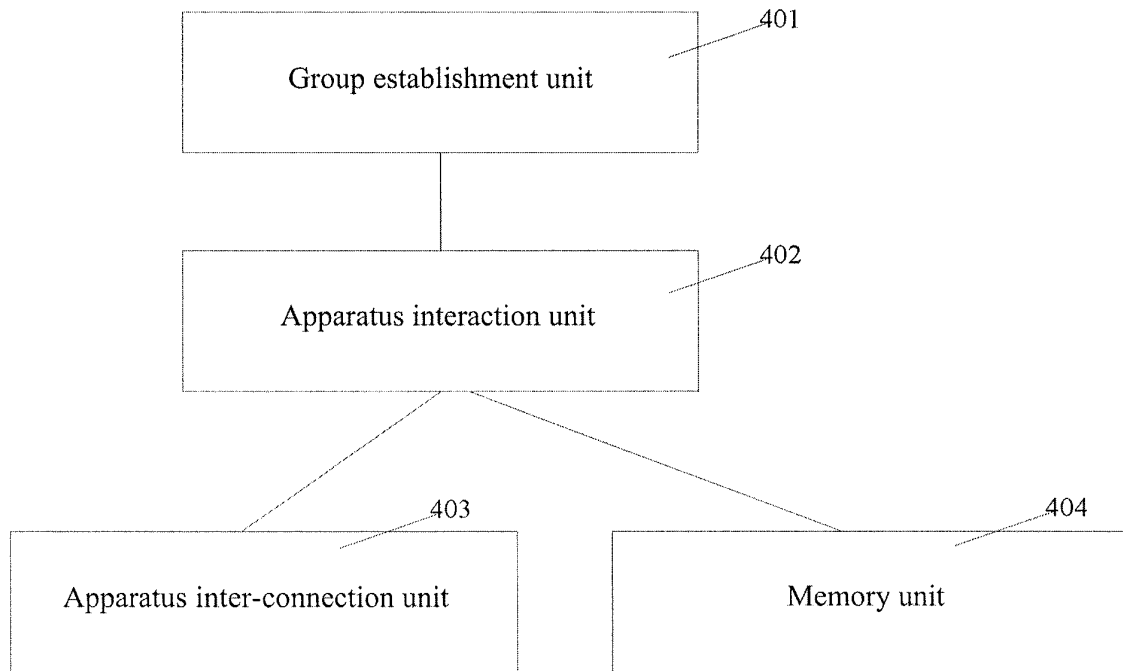 401
Group establishment unit
402
Apparatus interaction unit
403
Apparatus inter-connection unit
404
Memory unit